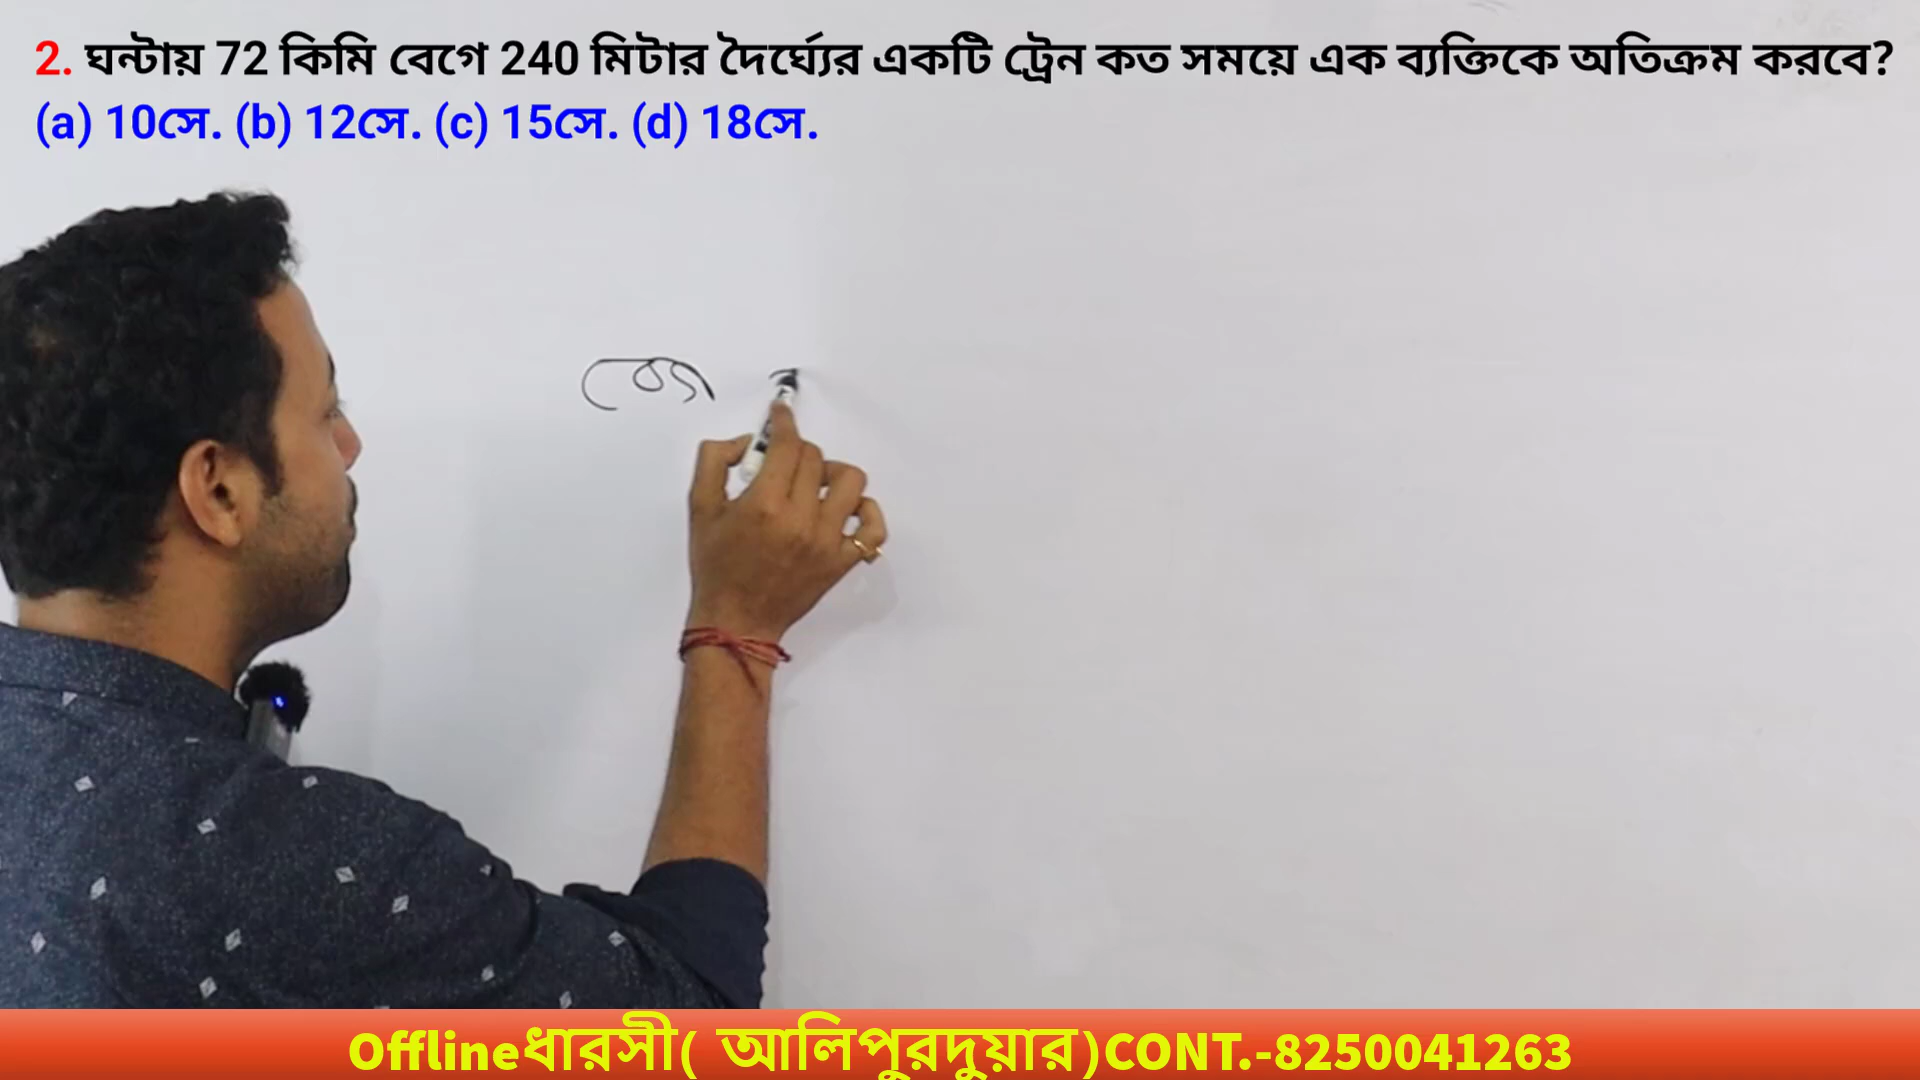 2. ঘন্টায় 72 কিমি বেগে 240 মিটার দৈর্ঘ্যের একটি ট্রেন কত সময়ে এক ব্যক্তিকে অতিক্রম করবে?
(a) 10সে. (b) 12সে. (c) 15সে. (d) 18সে.
বেগ
Offlineধারসী( আলিপুরদুয়ার)CONT.-8250041263